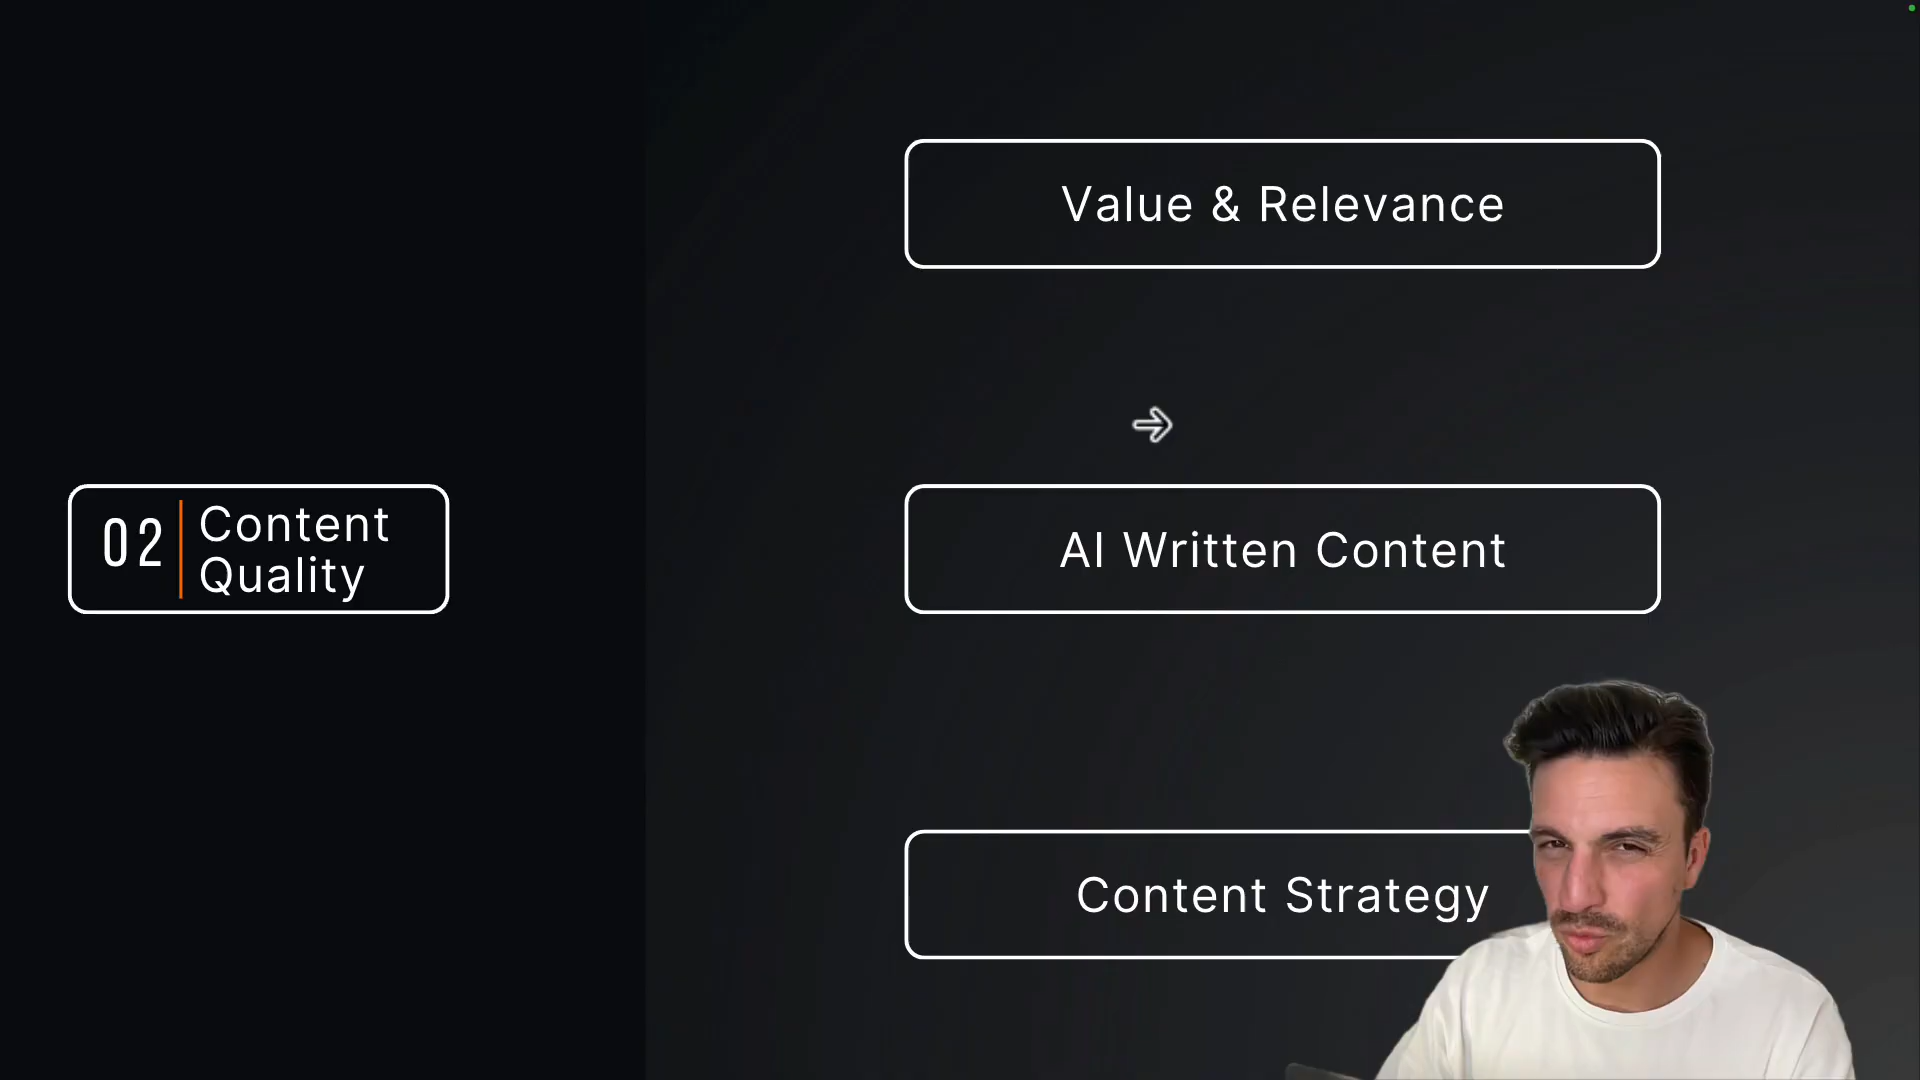 02
Content
Quality
Value & Relevance
AI Written Content
Content Strategy